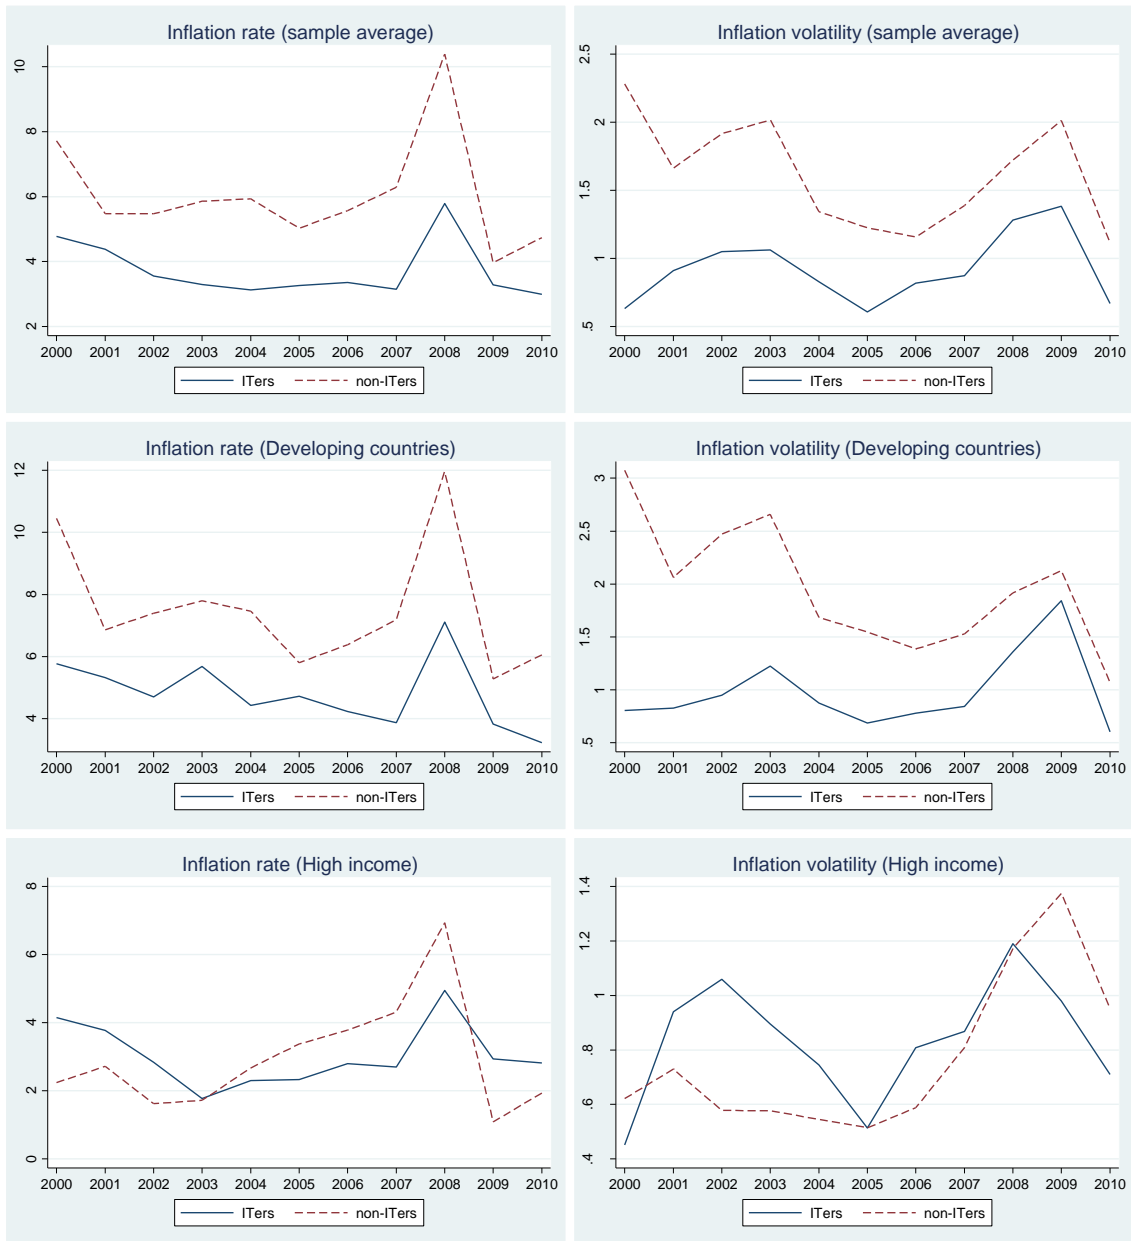 Inflation rate (sample average)
10
8
6
4
2
2000 2001 2002 2003 2004 2005 2006 2007 2008 2009 2010
ITers non-ITers
Inflation volatility (sample average)
2.5
2
1.5
1
.5
2000 2001 2002 2003 2004 2005 2006 2007 2008 2009 2010
ITers non-ITers
Inflation rate (Developing countries)
12
10
8
6
4
2000 2001 2002 2003 2004 2005 2006 2007 2008 2009 2010
ITers non-ITers
Inflation volatility (Developing countries)
3
2.5
2
1.5
1
.5
2000 2001 2002 2003 2004 2005 2006 2007 2008 2009 2010
ITers non-ITers
Inflation rate (High income)
8
6
4
2
0
2000 2001 2002 2003 2004 2005 2006 2007 2008 2009 2010
ITers non-ITers
Inflation volatility (High income)
1.4
1.2
1
.8
.6
.4
2000 2001 2002 2003 2004 2005 2006 2007 2008 2009 2010
ITers non-ITers